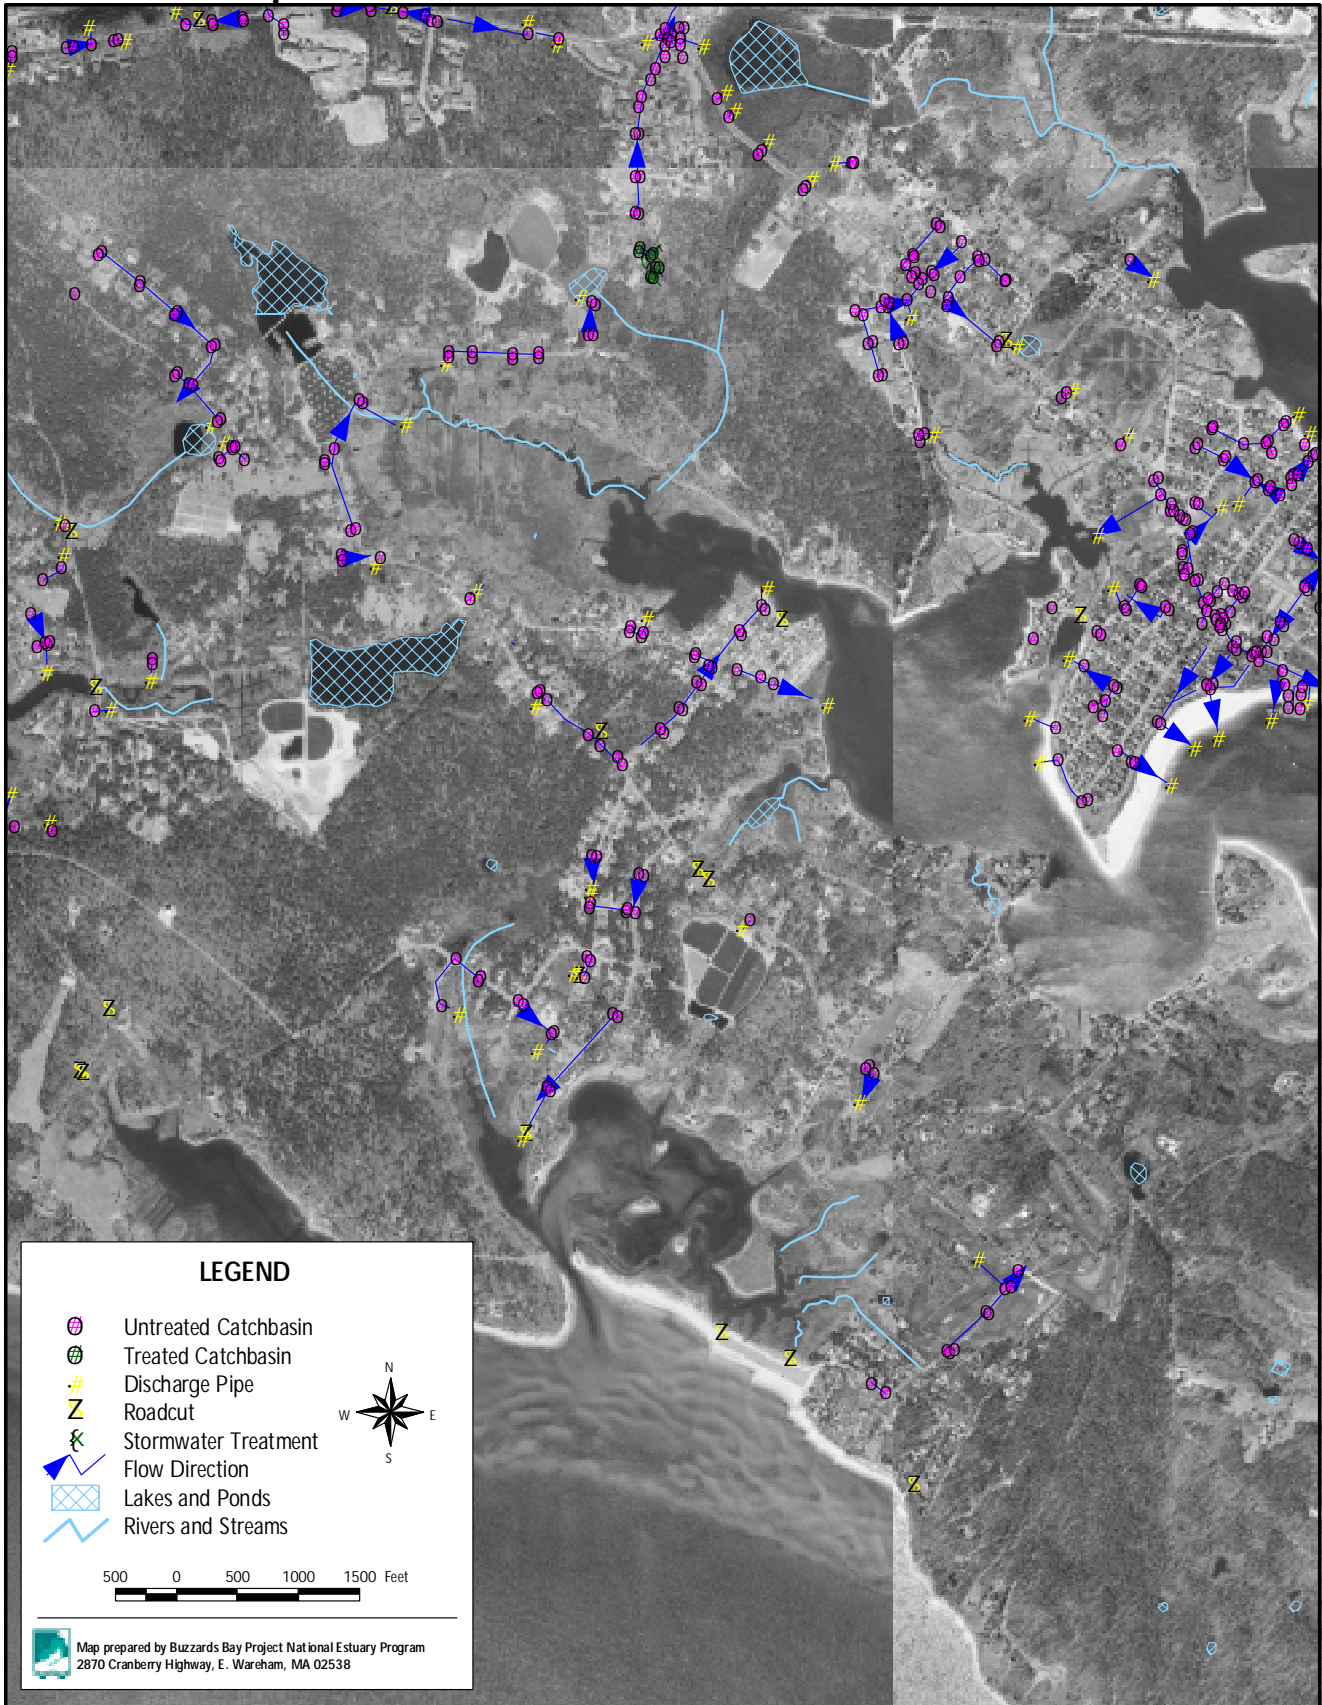 LEGEND
Untreated Catchbasin
Treated Catchbasin
Discharge Pipe
Roadcut
Stormwater Treatment
Flow Direction
Lakes and Ponds
Rivers and Streams
N
W E
S
500 0 500 1000 1500 Feet
Map prepared by Buzzards Bay Project National Estuary Program
2870 Cranberry Highway, E. Wareham, MA 02538